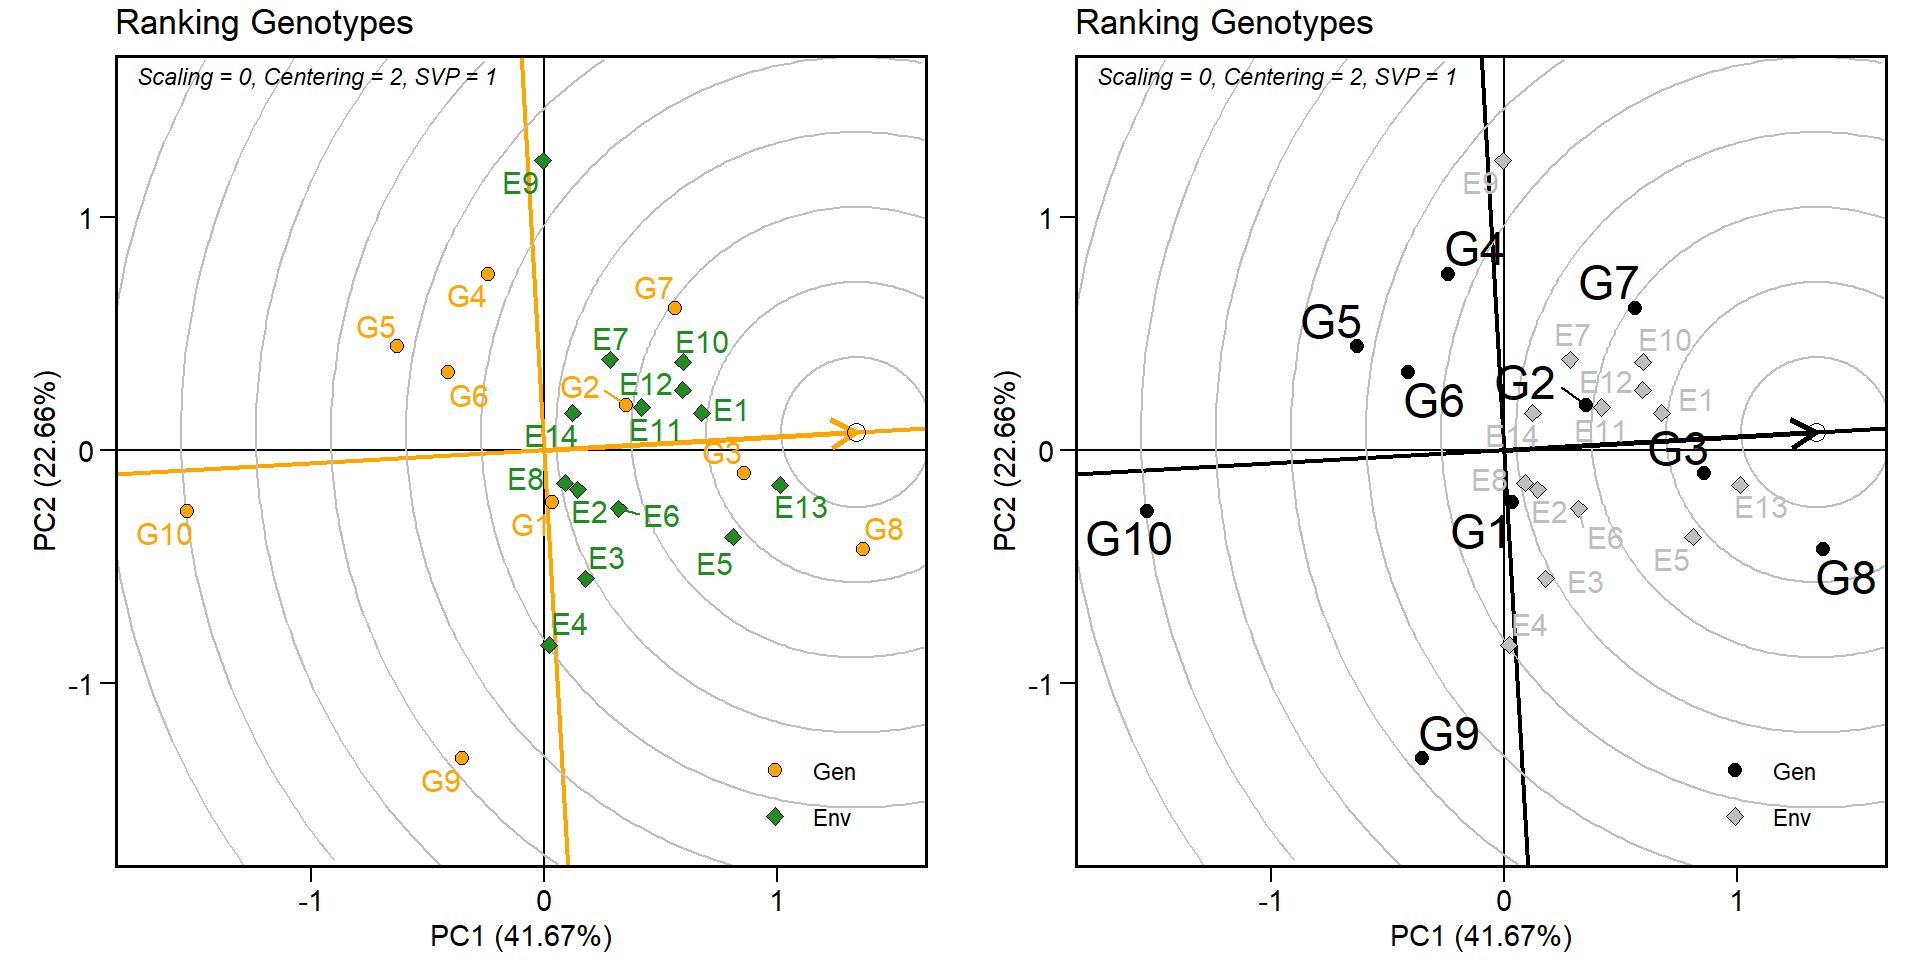 Ranking Genotypes
Scaling = 0, Centering = 2, SVP = 1
E9
G4
G7
G5
E7
E10
G6
G2
E12
E1
E14
E11
G3
E8
E13
G10
G1
E2
E6
G8
E3
E5
E4
G9
Gen
Env
1
0
-1
-1
0
1
PC1 (41.67%)
PC2 (22.66%)
Ranking Genotypes
Scaling = 0, Centering = 2, SVP = 1
E9
G4
G7
G5
E7
E10
G2
E12
G6
E1
E14
E11
G3
E8
E13
G10
G1
E2
E6
E5
G8
E3
E4
G9
Gen
Env
1
0
-1
-1
0
1
PC1 (41.67%)
PC2 (22.66%)